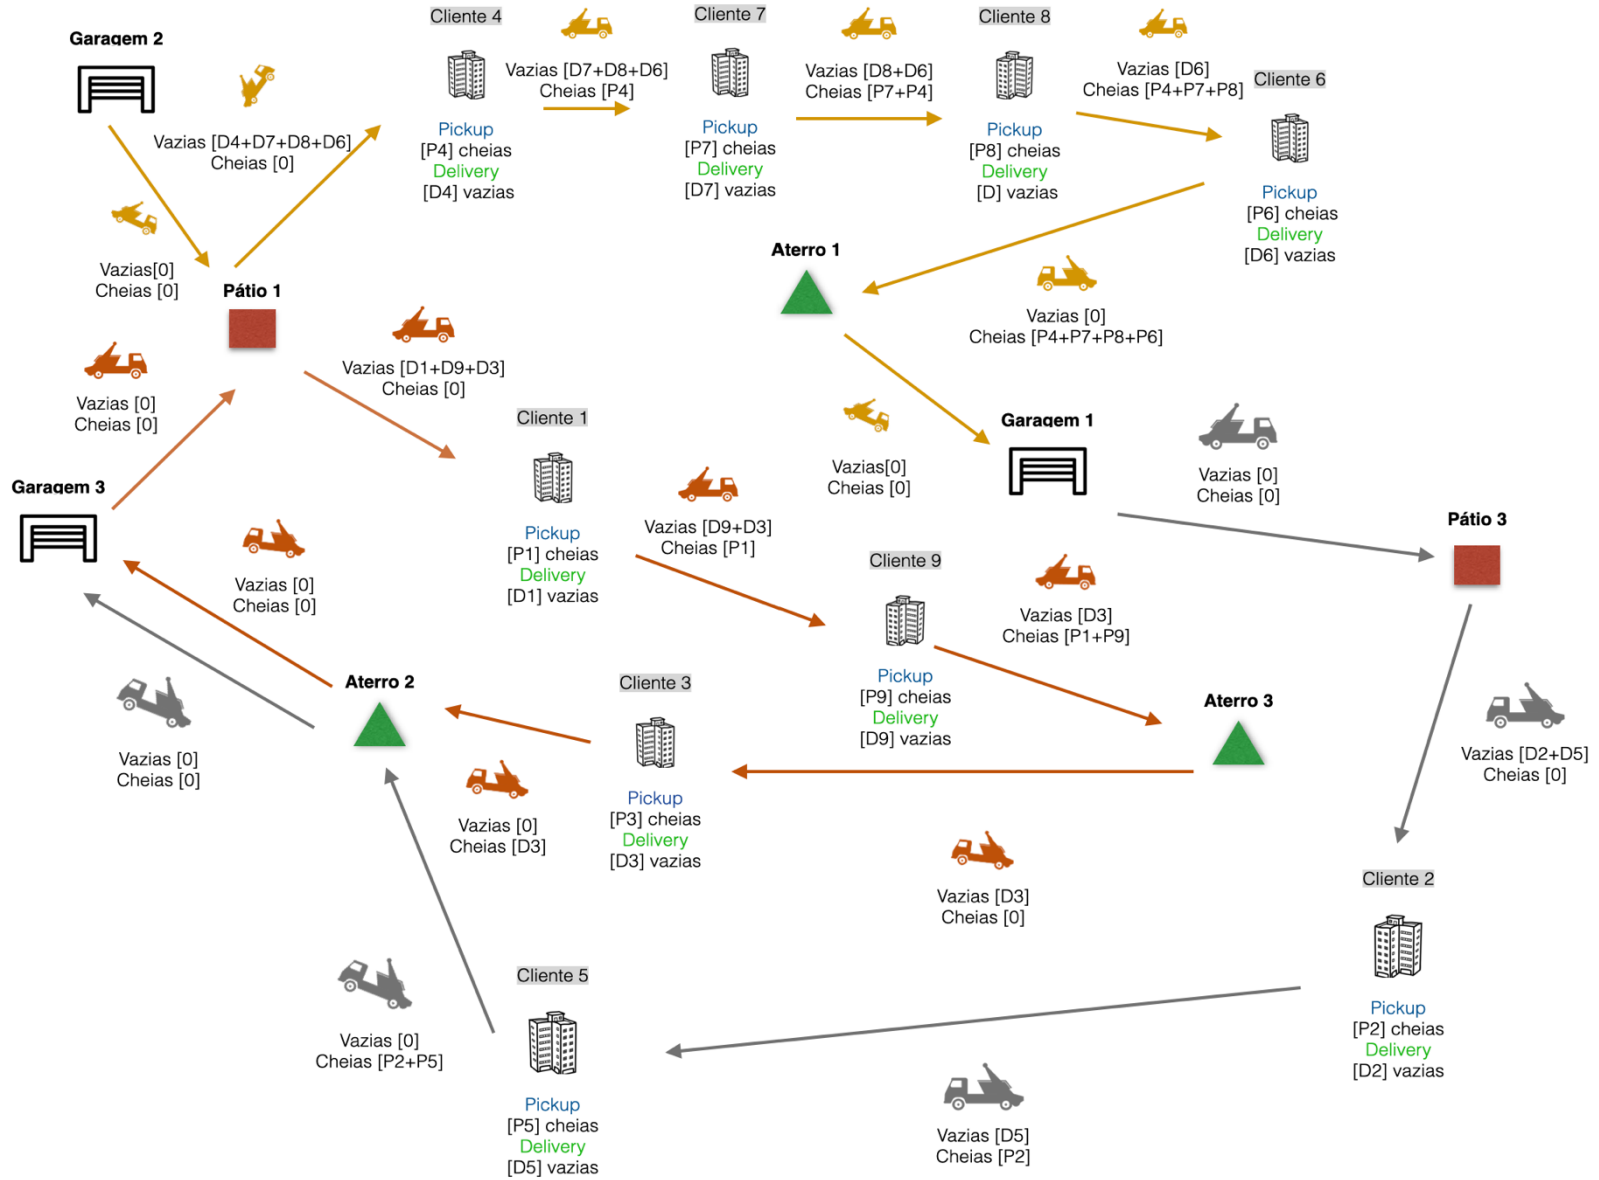 Garagem 2
Vazias [D4+D7+D8+D6]
Cheias [0]
Vazias[0]
Cheias [0]
Pátio 1
Cliente 4
Pickup
[P4] cheias
Delivery
[D4] vazias
Vazias [D7+D8+D6]
Cheias [P4]
Cliente 7
Pickup
[P7] cheias
Delivery
[D7] vazias
Vazias [D8+D6]
Cheias [P7+P4]
Cliente 8
Pickup
[P8] cheias
Delivery
[D] vazias
Vazias [D6]
Cheias [P4+P7+P8]
Cliente 6
Pickup
[P6] cheias
Delivery
[D6] vazias
Aterro 1
Vazias [0]
Cheias [P4+P7+P8+P6]
Vazias[0]
Cheias [0]
Garagem 1
Vazias [0]
Cheias [0]
Pátio 3
Vazias [0]
Cheias [0]
Vazias [D1+D9+D3]
Cheias [0]
Cliente 1
Pickup
[P1] cheias
Delivery
[D1] vazias
Vazias [D9+D3]
Cheias [P1]
Cliente 9
Pickup
[P9] cheias
Delivery
[D9] vazias
Vazias [D3]
Cheias [P1+P9]
Aterro 3
Garagem 3
Vazias [0]
Cheias [0]
Vazias [0]
Cheias [0]
Aterro 2
Cliente 3
Pickup
[P3] cheias
Delivery
[D3] vazias
Vazias [0]
Cheias [D3]
Vazias [D3]
Cheias [0]
Vazias [D2+D5]
Cheias [0]
Cliente 2
Pickup
[P2] cheias
Delivery
[D2] vazias
Vazias [0]
Cheias [P2+P5]
Cliente 5
Pickup
[P5] cheias
Delivery
[D5] vazias
Vazias [D5]
Cheias [P2]